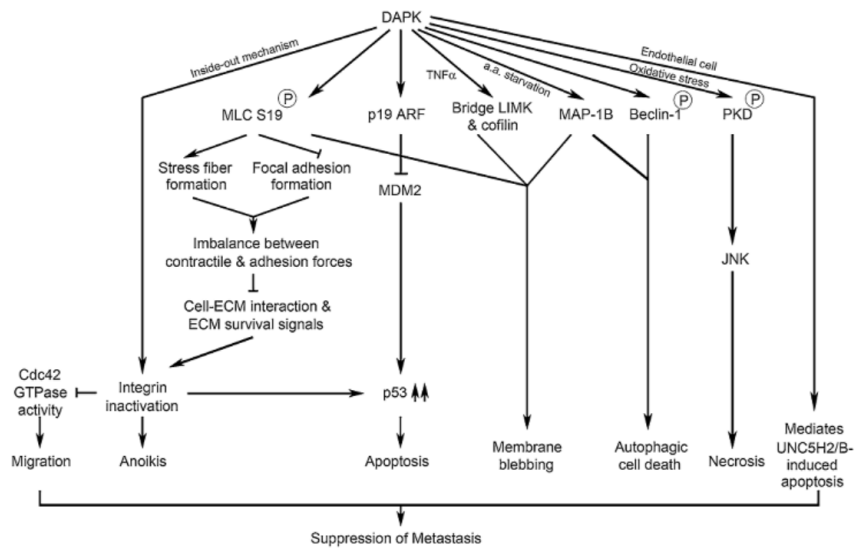 DAPK
Inside-out mechanism
Endothelial cell
Oxidative stress
TNFα
a.a. starvation
P
MLC S19
p19 ARF
Bridge LIMK
& cofilin
MAP-1B
Beclin-1
P
PKD
P
Stress fiber
formation
Focal adhesion
formation
MDM2
Imbalance between
contractile & adhesion forces
JNK
Cell-ECM interaction &
ECM survival signals
Cdc42
GTPase
activity
Integrin
inactivation
p53
Migration
Anoikis
Apoptosis
Membrane
blebbing
Autophagic
cell death
Necrosis
Mediates
UNC5H2/B-
induced
apoptosis
Suppression of Metastasis